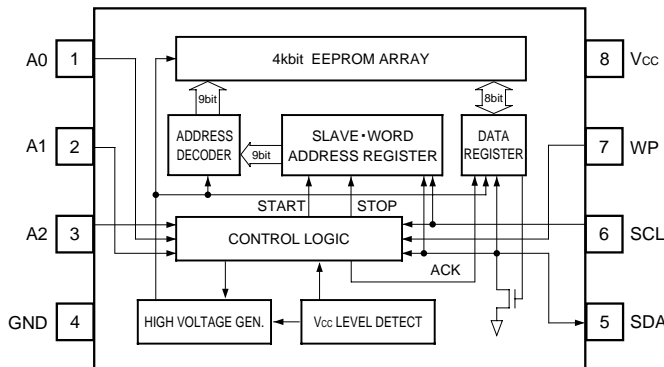 A0 1
4kbit EEPROM ARRAY
8 Vcc
9bit
8bit
A1 2
ADDRESS
DECODER
9bit
SLAVE・WORD
ADDRESS REGISTER
DATA
REGISTER
7 WP
START
STOP
A2 3
CONTROL LOGIC
6 SCL
ACK
GND 4
HIGH VOLTAGE GEN.
Vcc LEVEL DETECT
5 SDA